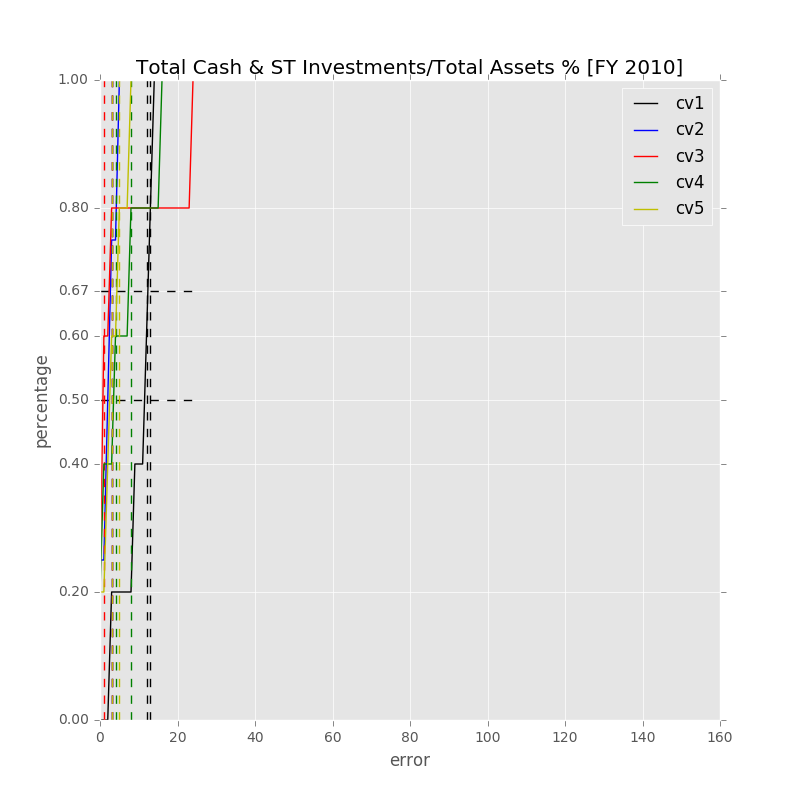 Total Cash & ST Investments/Total Assets % [FY 2010]
1.00
0.80
0.67
0.60
0.50
0.40
0.20
0.00
percentage
cv1
cv2
cv3
cv4
cv5
0 20 40 60 80 100 120 140 160
error